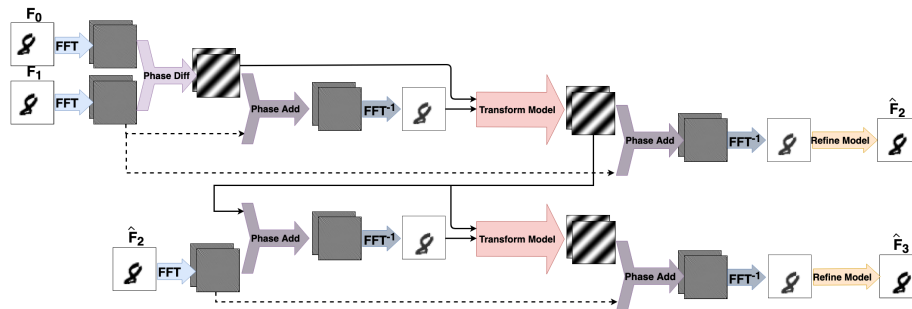 F₀
FFT
F₁
FFT
Phase Diff
Phase Add
FFT⁻¹
Transform Model
Phase Add
FFT⁻¹
Refine Model
F̂₂
F̂₂
FFT
Phase Add
FFT⁻¹
Transform Model
Phase Add
FFT⁻¹
Refine Model
F̂₃